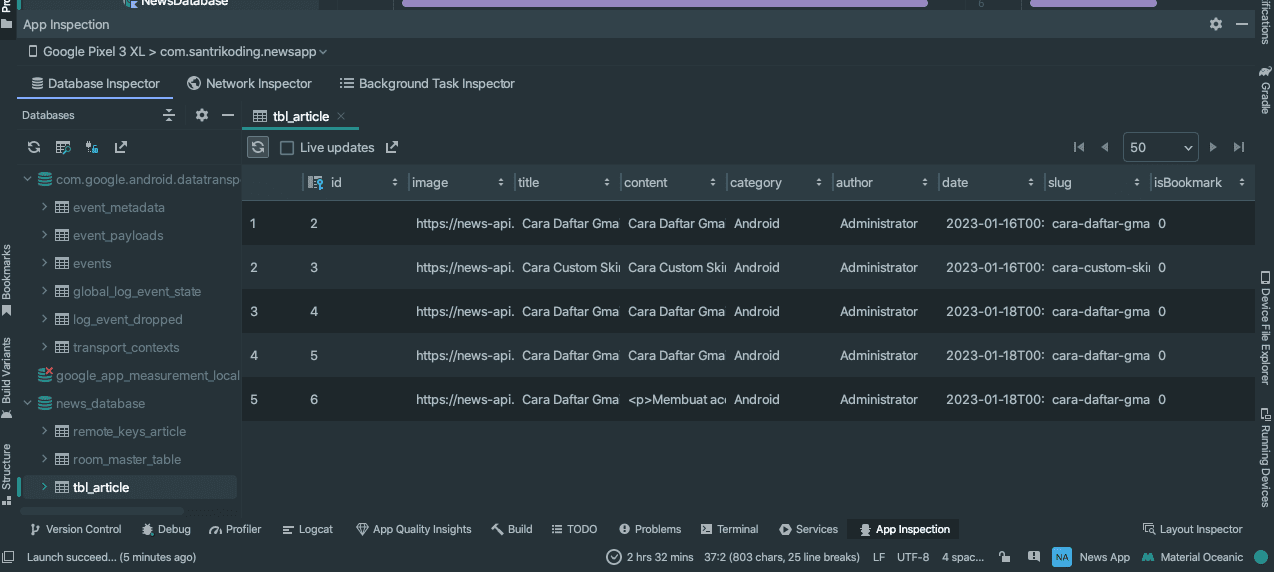 NewsDatabase
6
App Inspection
Google Pixel 3 XL > com.santrikoding.newsapp
Database Inspector Network Inspector Background Task Inspector
Databases
tbl_article
Live updates
50
id image title content category author date slug isBookmark
1 2 https://news-api. Cara Daftar Gma Cara Daftar Gma Android Administrator 2023-01-16T00: cara-daftar-gma 0
2 3 https://news-api. Cara Custom Skin Cara Custom Skin Android Administrator 2023-01-16T00: cara-custom-skin 0
3 4 https://news-api. Cara Daftar Gma Cara Daftar Gma Android Administrator 2023-01-18T00: cara-daftar-gma 0
4 5 https://news-api. Cara Daftar Gma Cara Daftar Gma Android Administrator 2023-01-18T00: cara-daftar-gma 0
5 6 https://news-api. Cara Daftar Gma <p>Membuat acc Android Administrator 2023-01-18T00: cara-daftar-gma 0
com.google.android.datatransp
event_metadata
event_payloads
events
global_log_event_state
log_event_dropped
transport_contexts
google_app_measurement_local
news_database
remote_keys_article
room_master_table
tbl_article
Bookmarks
Build Variants
Structure
Gradle
Device File Explorer
Running Devices
Version Control Debug Profiler Logcat App Quality Insights Build TODO Problems Terminal Services App Inspection Layout Inspector
Launch succeed... (5 minutes ago) 2 hrs 32 mins 37:2 (803 chars, 25 line breaks) LF UTF-8 4 spac... NA News App Material Oceanic